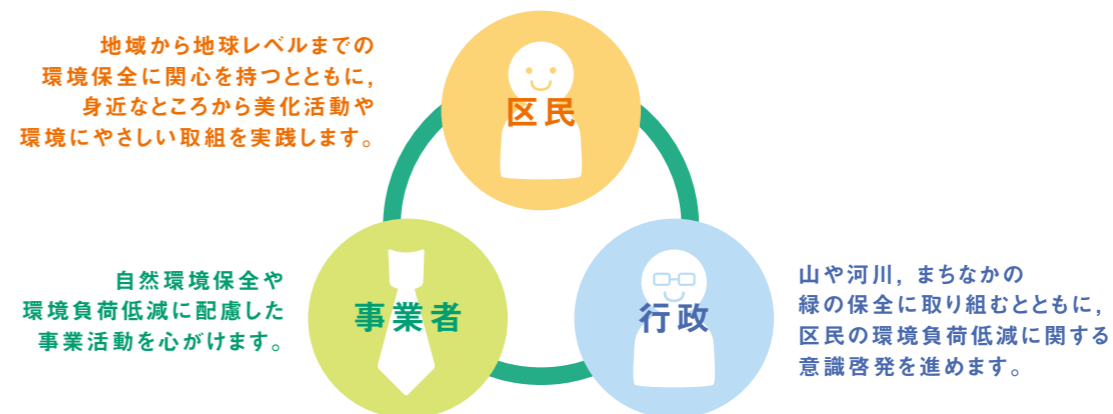 地域から地球レベルまでの
環境保全に関心を持つとともに,
身近なところから美化活動や
環境にやさしい取組を実践します。
区民
自然環境保全や
環境負荷低減に配慮した
事業活動を心がけます。
事業者
行政
山や河川, まちなかの
緑の保全に取り組むとともに,
区民の環境負荷低減に関する
意識啓発を進めます。